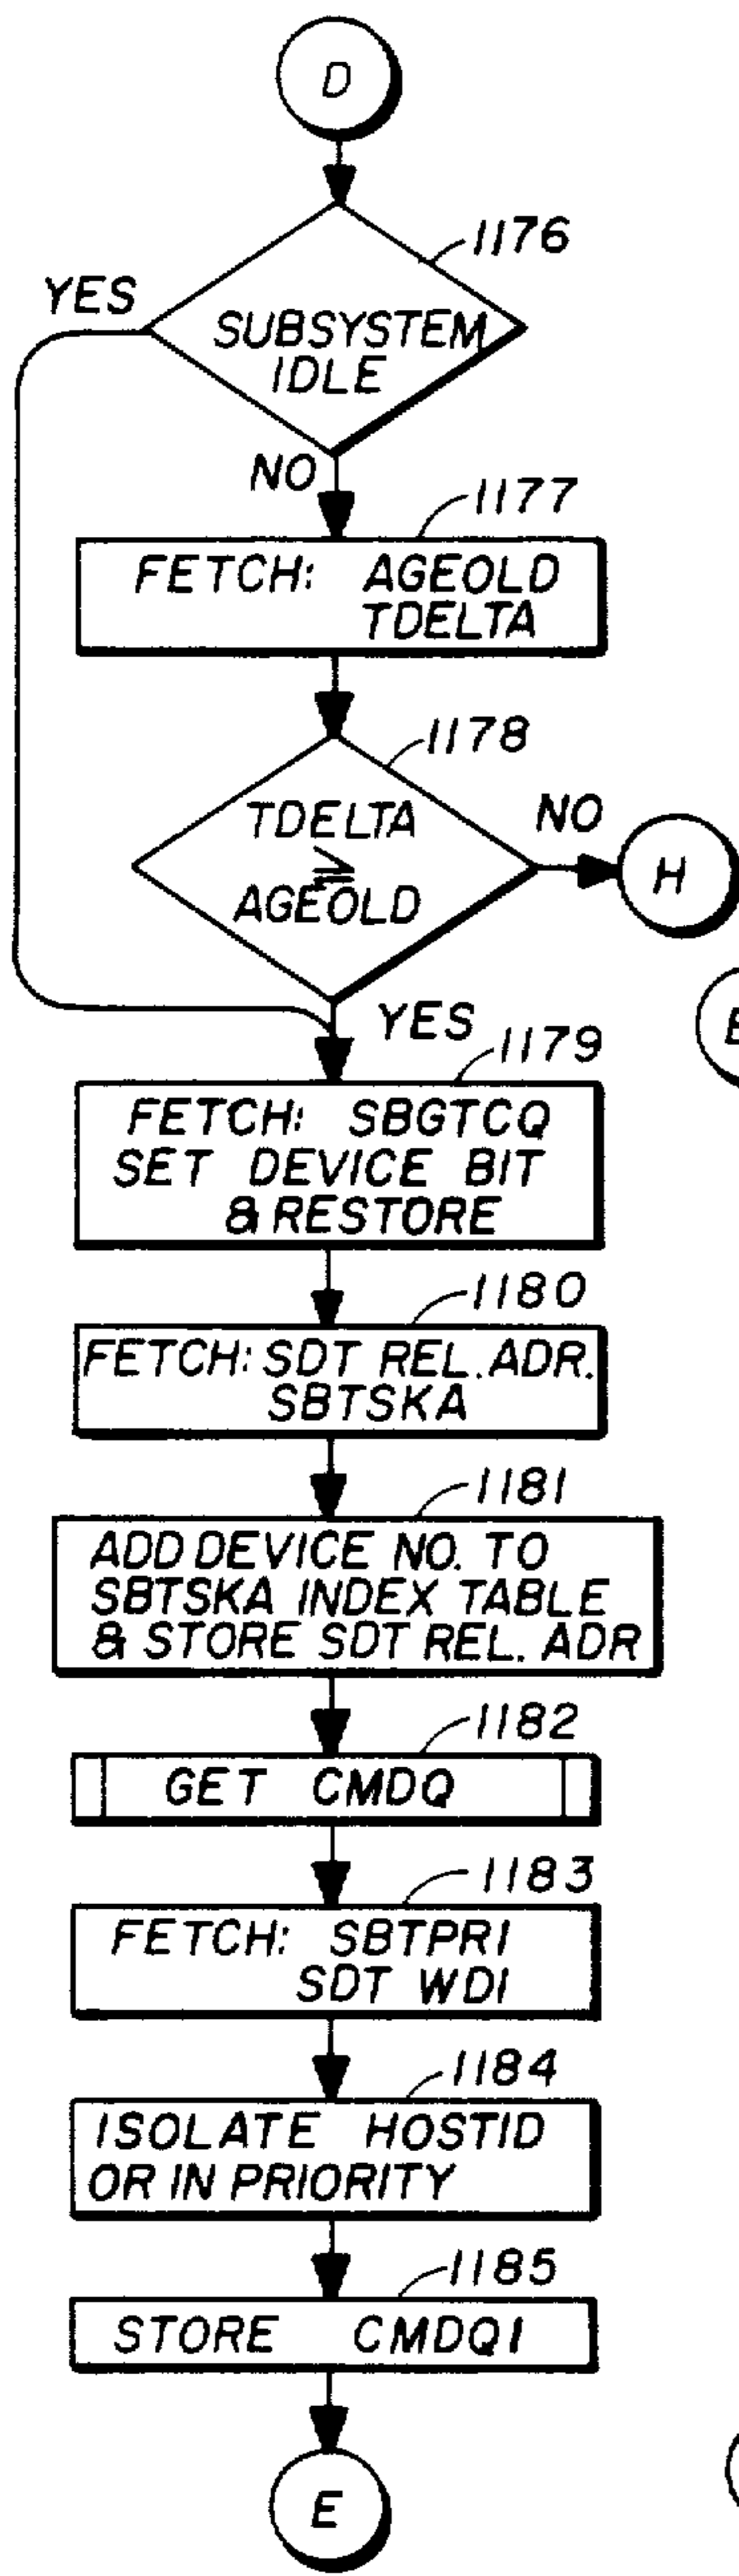 D
1176
YES
SUBSYSTEM
IDLE
NO
1177
FETCH: AGEOLD
TDELTA
1178
TDELTA
≥
AGEOLD
NO
H
YES
1179
FETCH: SBGTCQ
SET DEVICE BIT
& RESTORE
1180
FETCH: SDT REL. ADR.
SBTSKA
1181
ADD DEVICE NO. TO
SBTSKA INDEX TABLE
& STORE SDT REL. ADR
1182
GET CMDQ
1183
FETCH: SBTPRI
SDT WD1
1184
ISOLATE HOSTID
OR IN PRIORITY
1185
STORE CMDQ1
E